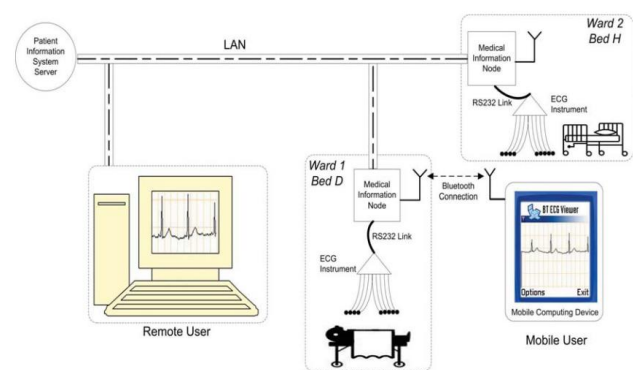 Patient
Information
System
Server
LAN
Ward 2
Bed H
Medical
Information
Node
RS232 Link
ECG
Instrument
Ward 1
Bed D
Medical
Information
Node
Bluetooth
Connection
RS232 Link
ECG
Instrument
BT ECG Viewer
Options Exit
Mobile Computing Device
Remote User
Mobile User